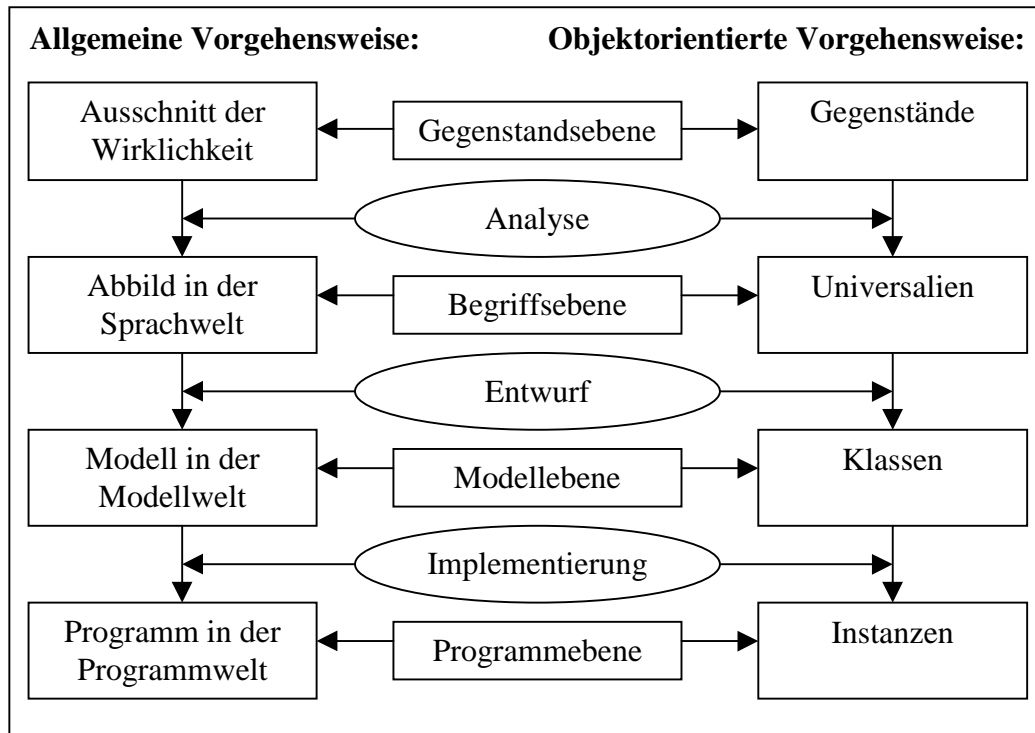 Allgemeine Vorgehensweise:
Objektorientierte Vorgehensweise:
Ausschnitt der
Wirklichkeit
Gegenstandsebene
Gegenstände
Analyse
Abbild in der
Sprachwelt
Begriffsebene
Universalien
Entwurf
Modell in der
Modellwelt
Modellebene
Klassen
Implementierung
Programm in der
Programmwelt
Programmebene
Instanzen